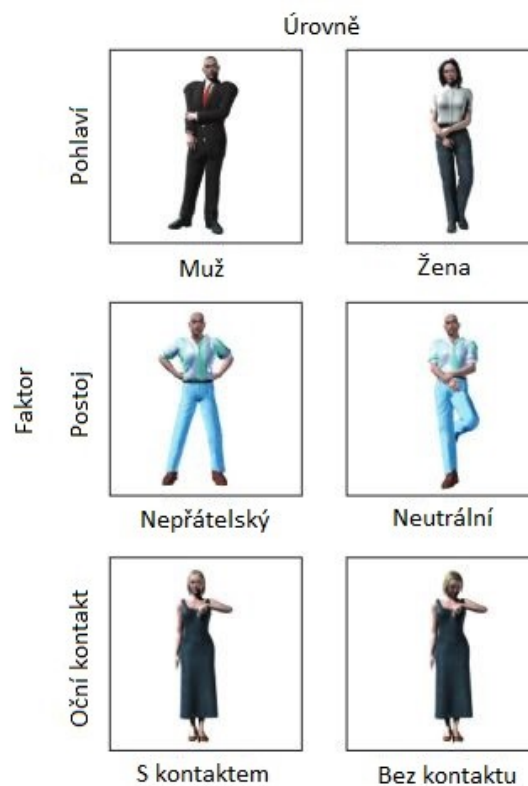 Úrovně
Pohlaví
Muž
Žena
Faktor
Postoj
Nepřátelský
Neutrální
Oční kontakt
S kontaktem
Bez kontaktu